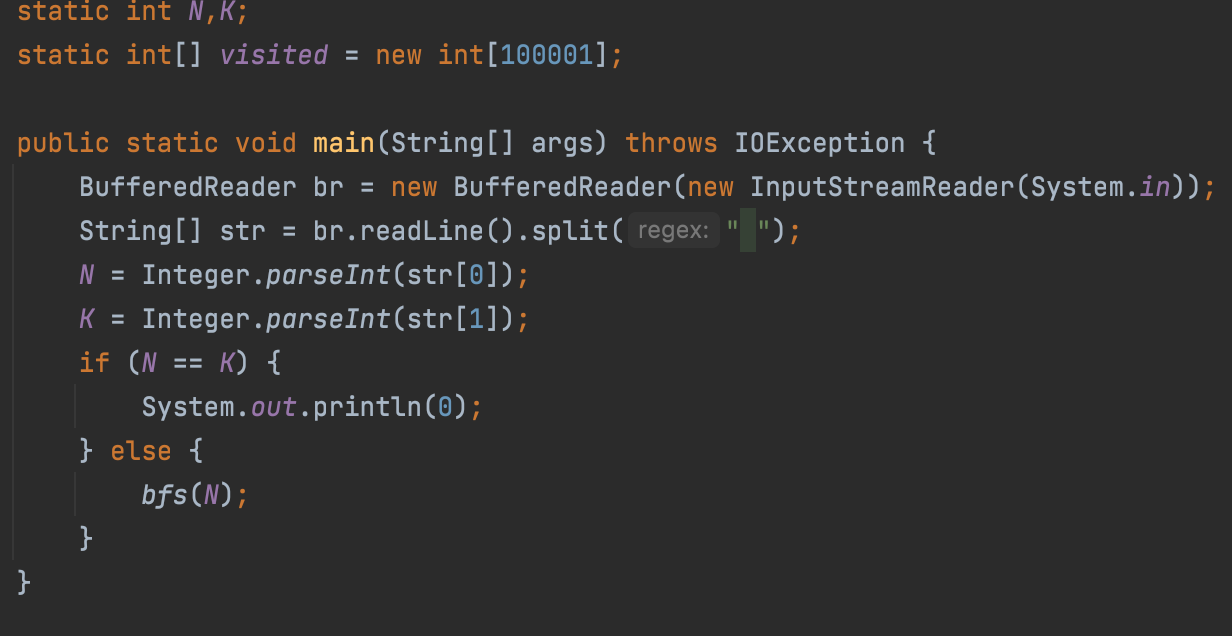 static int N,K;
static int[] visited = new int[100001];
public static void main(String[] args) throws IOException {
BufferedReader br = new BufferedReader(new InputStreamReader(System.in));
String[] str = br.readLine().split( regex: " ");
N = Integer.parseInt(str[0]);
K = Integer.parseInt(str[1]);
if (N == K) {
System.out.println(0);
} else {
bfs(N);
}
}